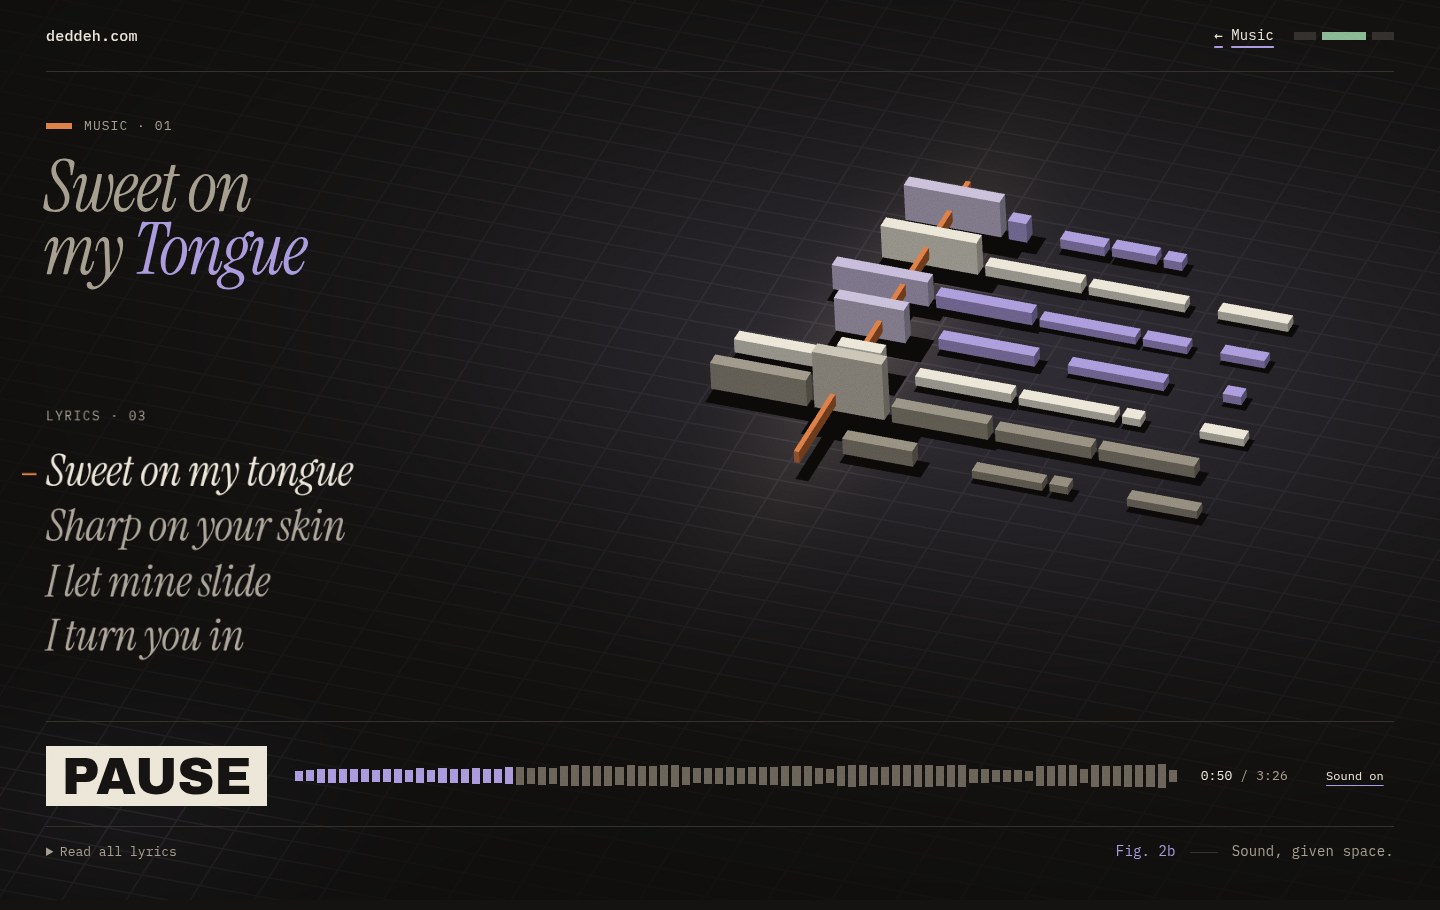 deddeh.com
← Music
MUSIC · 01
Sweet on
my Tongue
LYRICS · 03
Sweet on my tongue
Sharp on your skin
I let mine slide
I turn you in
PAUSE
0:50 / 3:26
Sound on
Read all lyrics
Fig. 2b
Sound, given space.